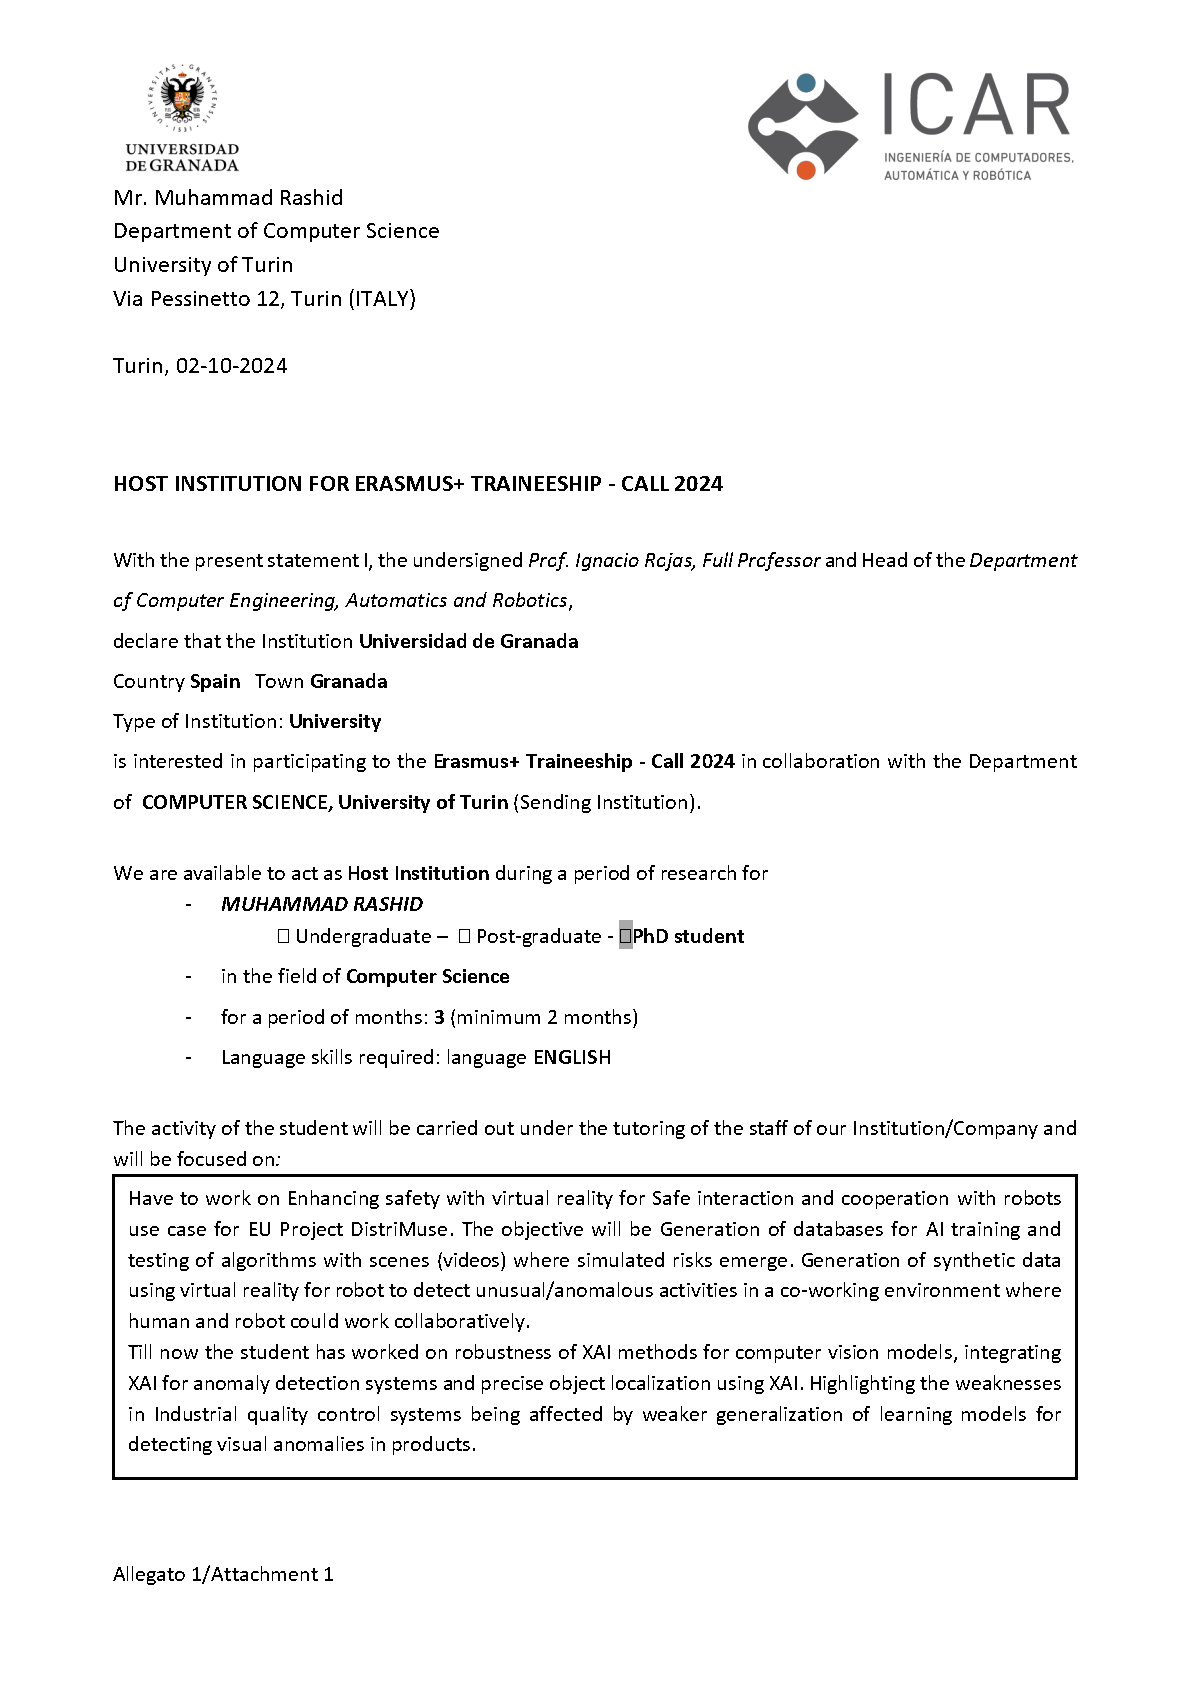 UNIVERSITAS · GRANATENSIS · 1531 ·
UNIVERSIDAD
DE GRANADA
ICAR
INGENIERÍA DE COMPUTADORES,
AUTOMÁTICA Y ROBÓTICA
Mr. Muhammad Rashid
Department of Computer Science
University of Turin
Via Pessinetto 12, Turin (ITALY)
Turin, 02-10-2024
HOST INSTITUTION FOR ERASMUS+ TRAINEESHIP - CALL 2024
With the present statement I, the undersigned Prof. Ignacio Rojas, Full Professor and Head of the Department
of Computer Engineering, Automatics and Robotics,
declare that the Institution Universidad de Granada
Country Spain Town Granada
Type of Institution: University
is interested in participating to the Erasmus+ Traineeship - Call 2024 in collaboration with the Department
of COMPUTER SCIENCE, University of Turin (Sending Institution).
We are available to act as Host Institution during a period of research for
- MUHAMMAD RASHID
☐ Undergraduate – ☐ Post-graduate - ☐PhD student
- in the field of Computer Science
- for a period of months: 3 (minimum 2 months)
- Language skills required: language ENGLISH
The activity of the student will be carried out under the tutoring of the staff of our Institution/Company and
will be focused on:
Have to work on Enhancing safety with virtual reality for Safe interaction and cooperation with robots
use case for EU Project DistriMuse. The objective will be Generation of databases for AI training and
testing of algorithms with scenes (videos) where simulated risks emerge. Generation of synthetic data
using virtual reality for robot to detect unusual/anomalous activities in a co-working environment where
human and robot could work collaboratively.
Till now the student has worked on robustness of XAI methods for computer vision models, integrating
XAI for anomaly detection systems and precise object localization using XAI. Highlighting the weaknesses
in Industrial quality control systems being affected by weaker generalization of learning models for
detecting visual anomalies in products.
Allegato 1/Attachment 1